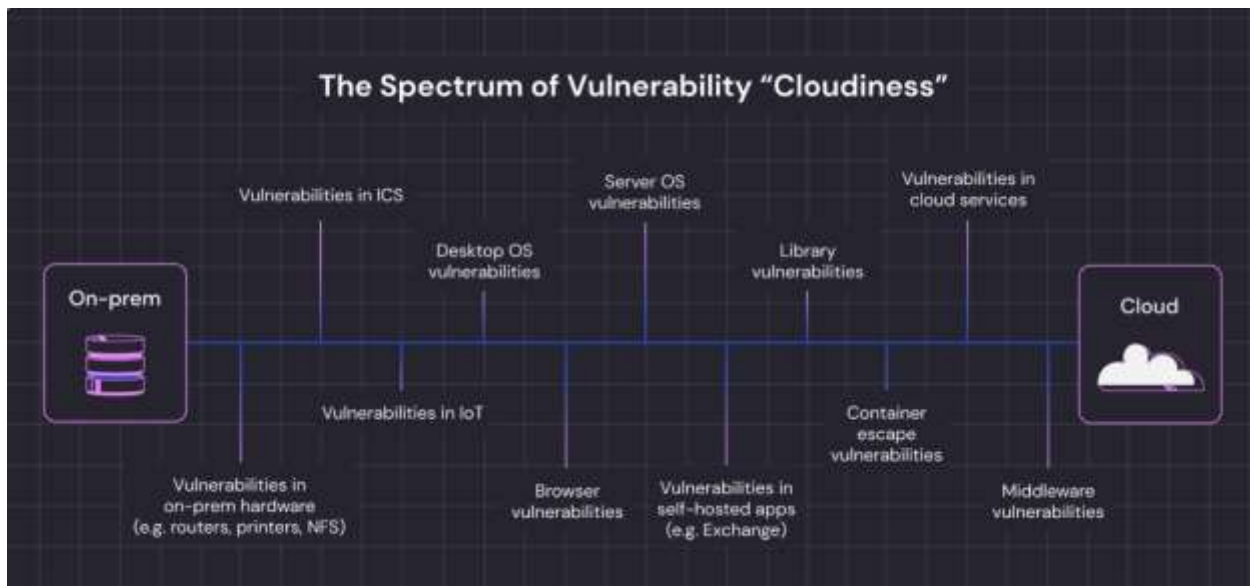 The Spectrum of Vulnerability “Cloudiness”
Vulnerabilities in ICS
Server OS
vulnerabilities
Vulnerabilities in
cloud services
Desktop OS
vulnerabilities
Library
vulnerabilities
On-prem
Cloud
Vulnerabilities in IoT
Container
escape
vulnerabilities
Vulnerabilities in
on-prem hardware
(e.g. routers, printers, NFS)
Browser
vulnerabilities
Vulnerabilities in
self-hosted apps
(e.g. Exchange)
Middleware
vulnerabilities